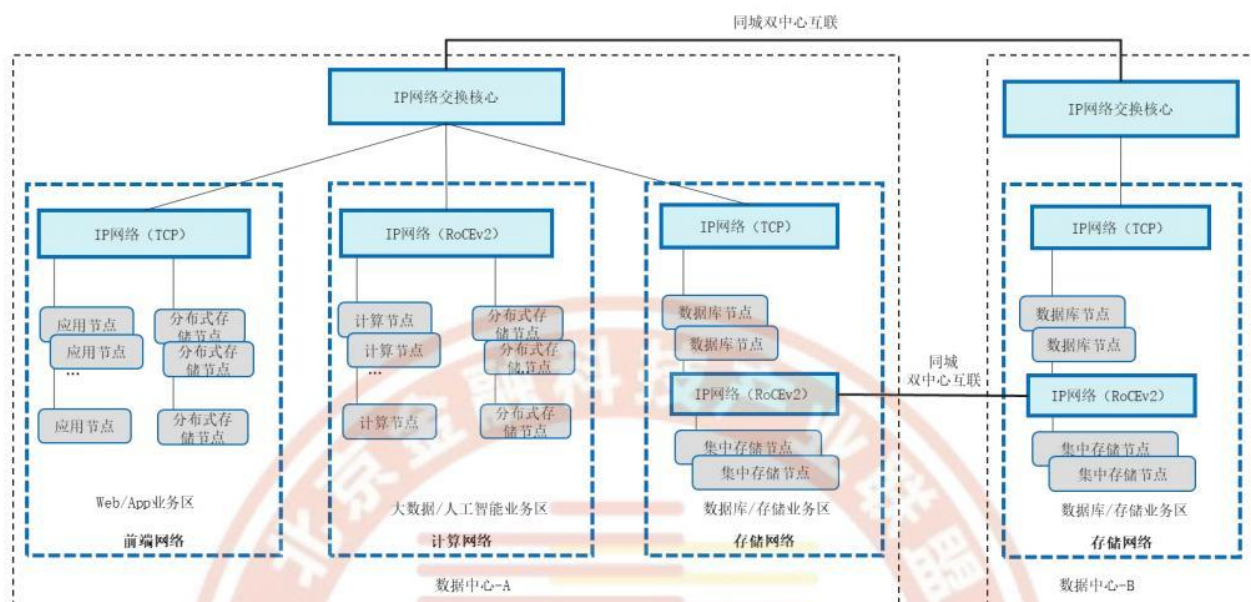 同城双中心互联
IP网络交换核心
IP网络交换核心
IP网络（TCP）
IP网络（RoCEv2）
IP网络（TCP）
IP网络（TCP）
应用节点
应用节点
...
应用节点
分布式存
储节点
分布式存
储节点
分布式存
储节点
计算节点
计算节点
...
计算节点
分布式存
储节点
分布式存
储节点
...
分布式存
储节点
数据库节点
数据库节点
IP网络（RoCEv2）
集中存储节点
集中存储节点
同城
双中心互联
数据库节点
数据库节点
IP网络（RoCEv2）
集中存储节点
集中存储节点
Web/App业务区
大数据/人工智能业务区
数据库/存储业务区
数据库/存储业务区
前端网络
计算网络
存储网络
存储网络
数据中心-A
数据中心-B
北京金融科技产业联盟